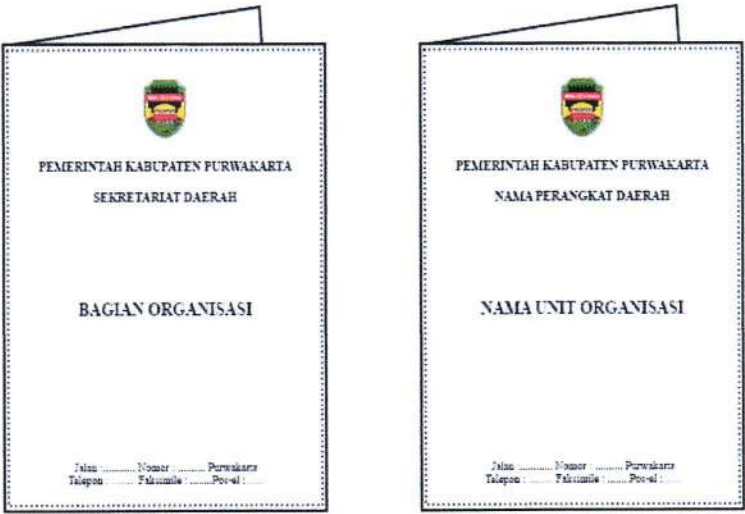 PEMERINTAH KABUPATEN PURWAKARTA
SEKRETARIAT DAERAH
BAGIAN ORGANISASI
Jalan : ........... Nomor : .......... Purwakarta
Telepon : ........ Faksimile : ........Pos-el : ......
PEMERINTAH KABUPATEN PURWAKARTA
NAMA PERANGKAT DAERAH
NAMA UNIT ORGANISASI
Jalan : ........... Nomor : .......... Purwakarta
Telepon : ........ Faksimile : ........Pos-el : ......